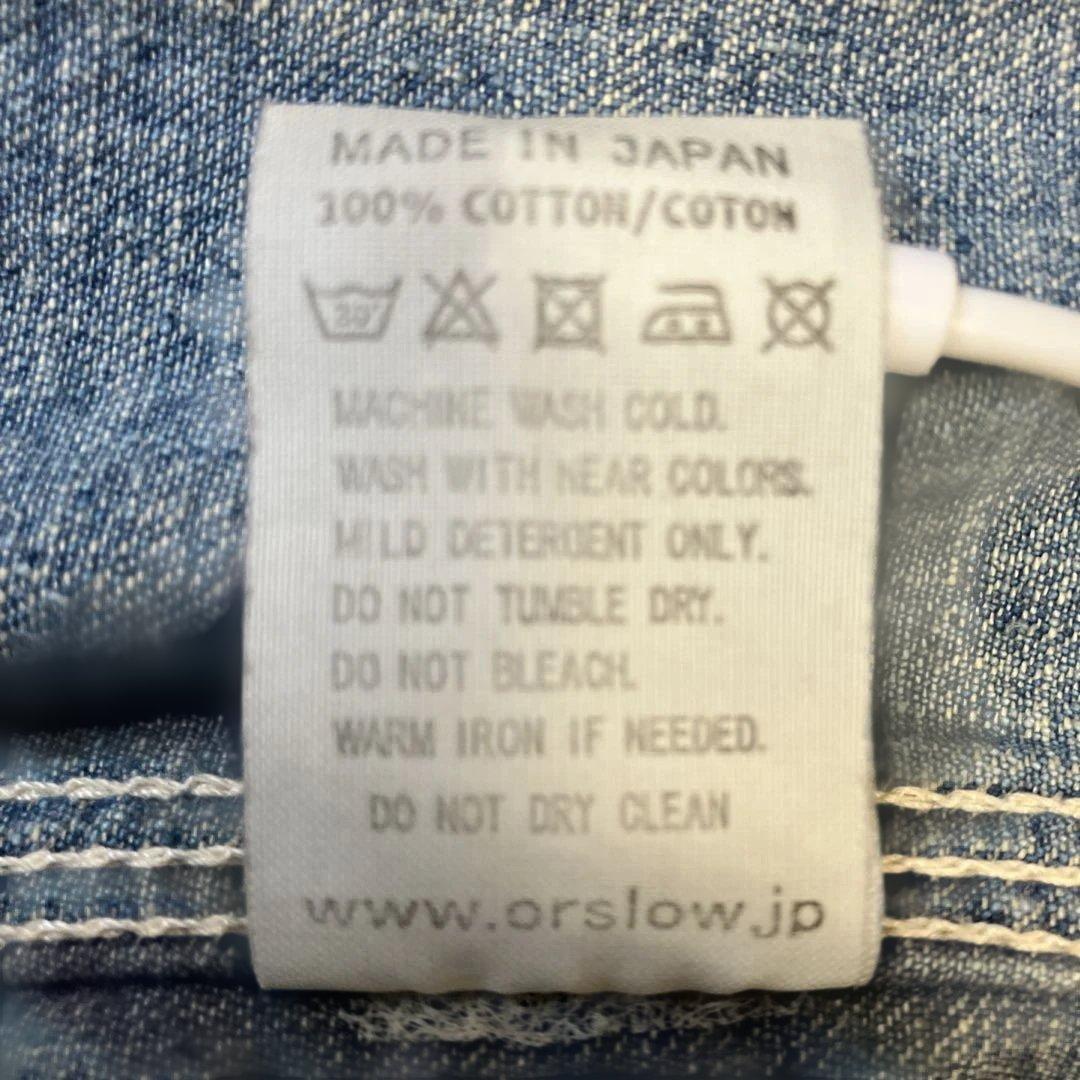 MADE IN JAPAN
100% COTTON/COTON
30°
MACHINE WASH COLD.
WASH WITH NEAR COLORS.
MILD DETERGENT ONLY.
DO NOT TUMBLE DRY.
DO NOT BLEACH.
WARM IRON IF NEEDED.
DO NOT DRY CLEAN
www.orslow.jp